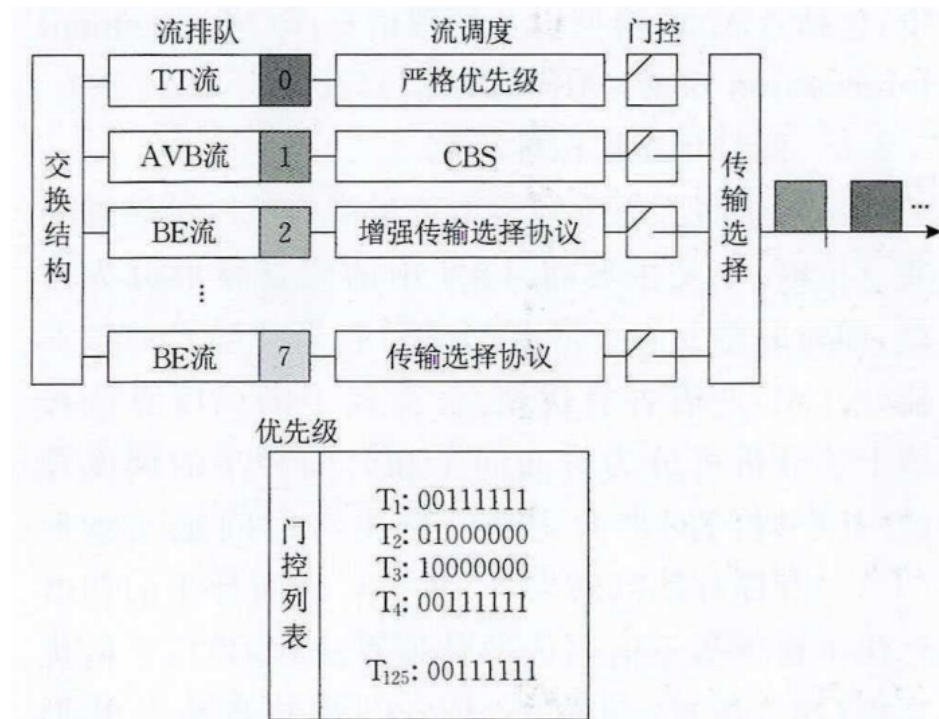 流排队 流调度 门控
TT流 0 严格优先级
AVB流 1 CBS
BE流 2 增强传输选择协议
⋮
BE流 7 传输选择协议
交换结构
传输选择
...
优先级
门控列表
T1: 00111111
T2: 01000000
T3: 10000000
T4: 00111111
T125: 00111111